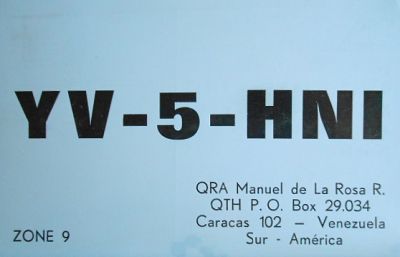 YV-5-HNI
QRA Manuel de La Rosa R.
QTH P. O. Box 29.034
Caracas 102 – Venezuela
Sur - América
ZONE 9